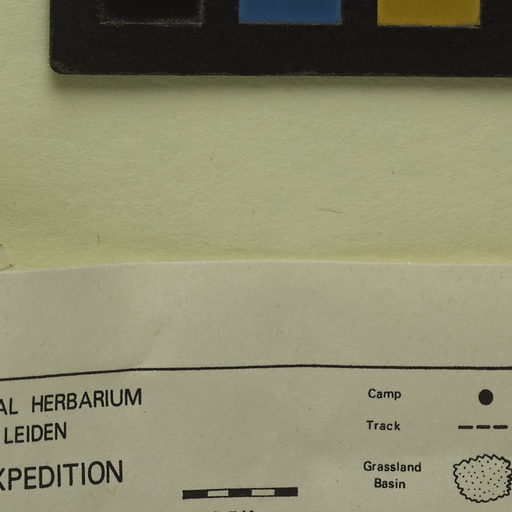 AL HERBARIUM
LEIDEN
XPEDITION
Camp
Track
Grassland
Basin